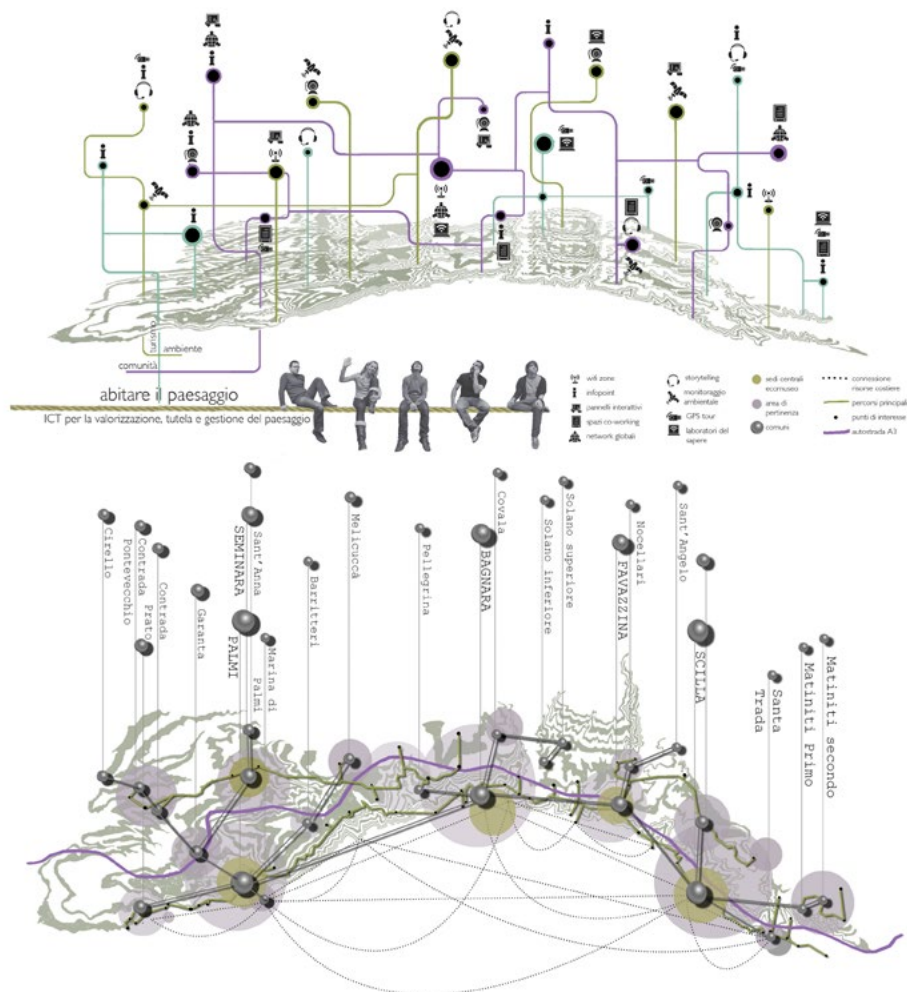 turismo
ambiente
comunità
abitare il paesaggio
ICT per la valorizzazione, tutela e gestione del paesaggio
wifi zone
infopoint
pannelli interattivi
spazi co-working
network globali
storytelling
monitoraggio
ambientale
GPS tour
laboratori del
sapere
sedi centrali
ecomuseo
area di
pertinenza
comuni
connessione
risorse costiere
percorsi principali
punti di interesse
autostrada A3
Cirello
Pontevecchio
Contrada Prato
Contrada
Garanta
SEMINARA
Sant'Anna
PALMI
Marina di
Palmi
Barritteri
Melicuccà
Pellegrina
BAGNARA
Covala
Solano inferiore
Solano superiore
FAVAZZINA
Nocellari
Sant'Angelo
SCILLA
Santa
Trada
Matiniti Primo
Matiniti secondo